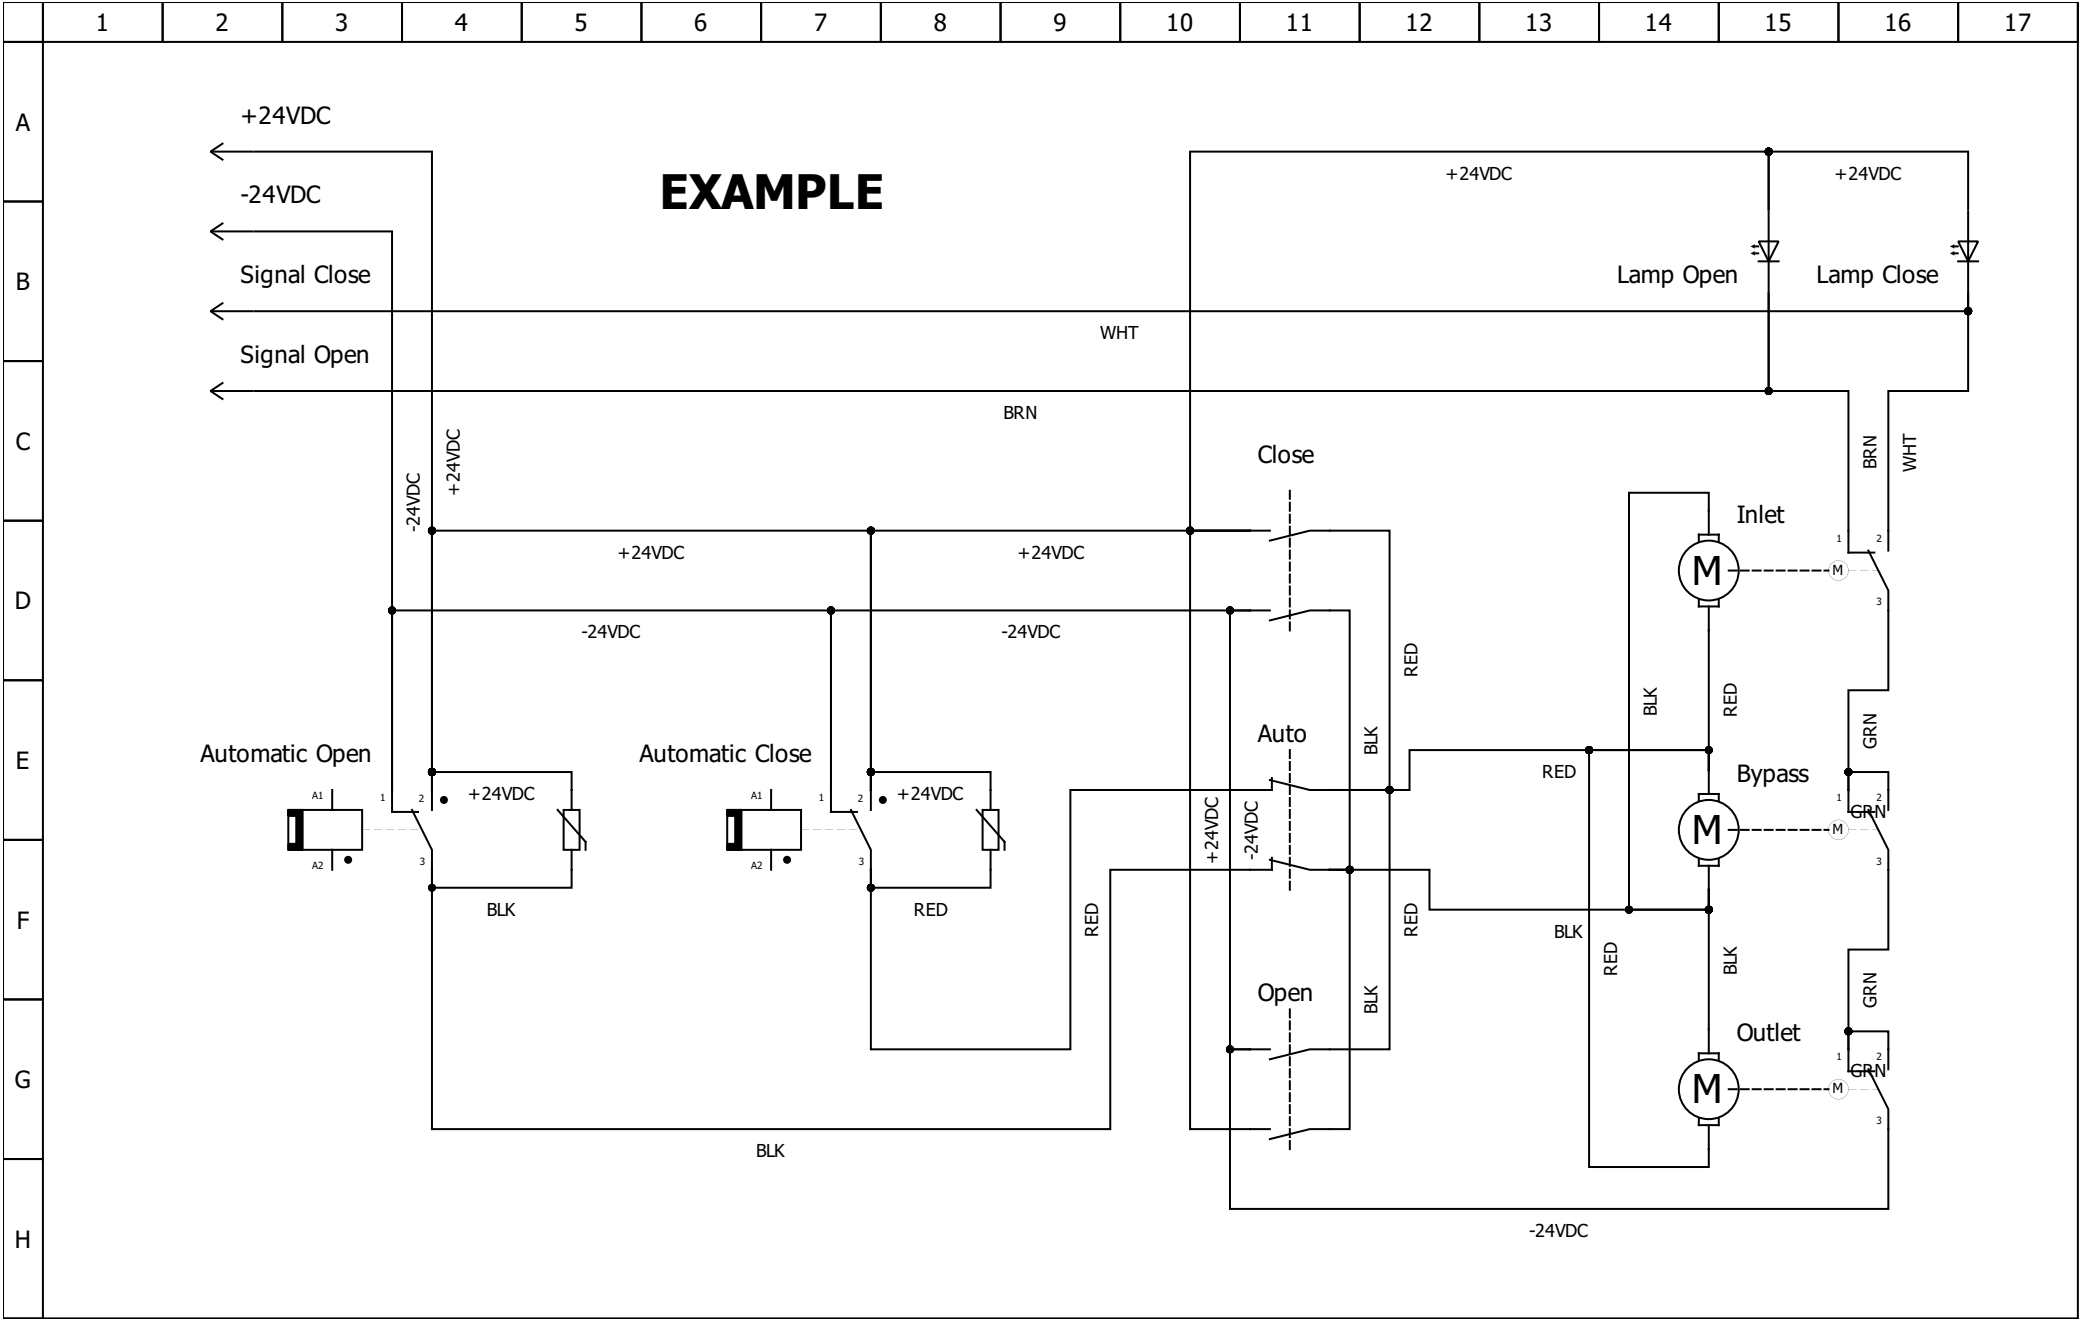 1 2 3 4 5 6 7 8 9 10 11 12 13 14 15 16 17
A
+24VDC
EXAMPLE
+24VDC
+24VDC
-24VDC
B
Signal Close
Lamp Open
Lamp Close
WHT
Signal Open
BRN
C
-24VDC
+24VDC
Close
BRN
WHT
Inlet
1 2
+24VDC
+24VDC
M
M
D
3
-24VDC
-24VDC
RED
BLK
RED
GRN
Auto
BLK
E
Automatic Open
Automatic Close
RED
Bypass
A1
1 2
+24VDC
A1
1 2
+24VDC
1 2
GRN
+24VDC
-24VDC
M
M
A2
3
A2
3
3
BLK
RED
F
RED
RED
BLK
RED
BLK
GRN
Open
BLK
Outlet
1 2
GRN
G
M
M
3
BLK
H
-24VDC